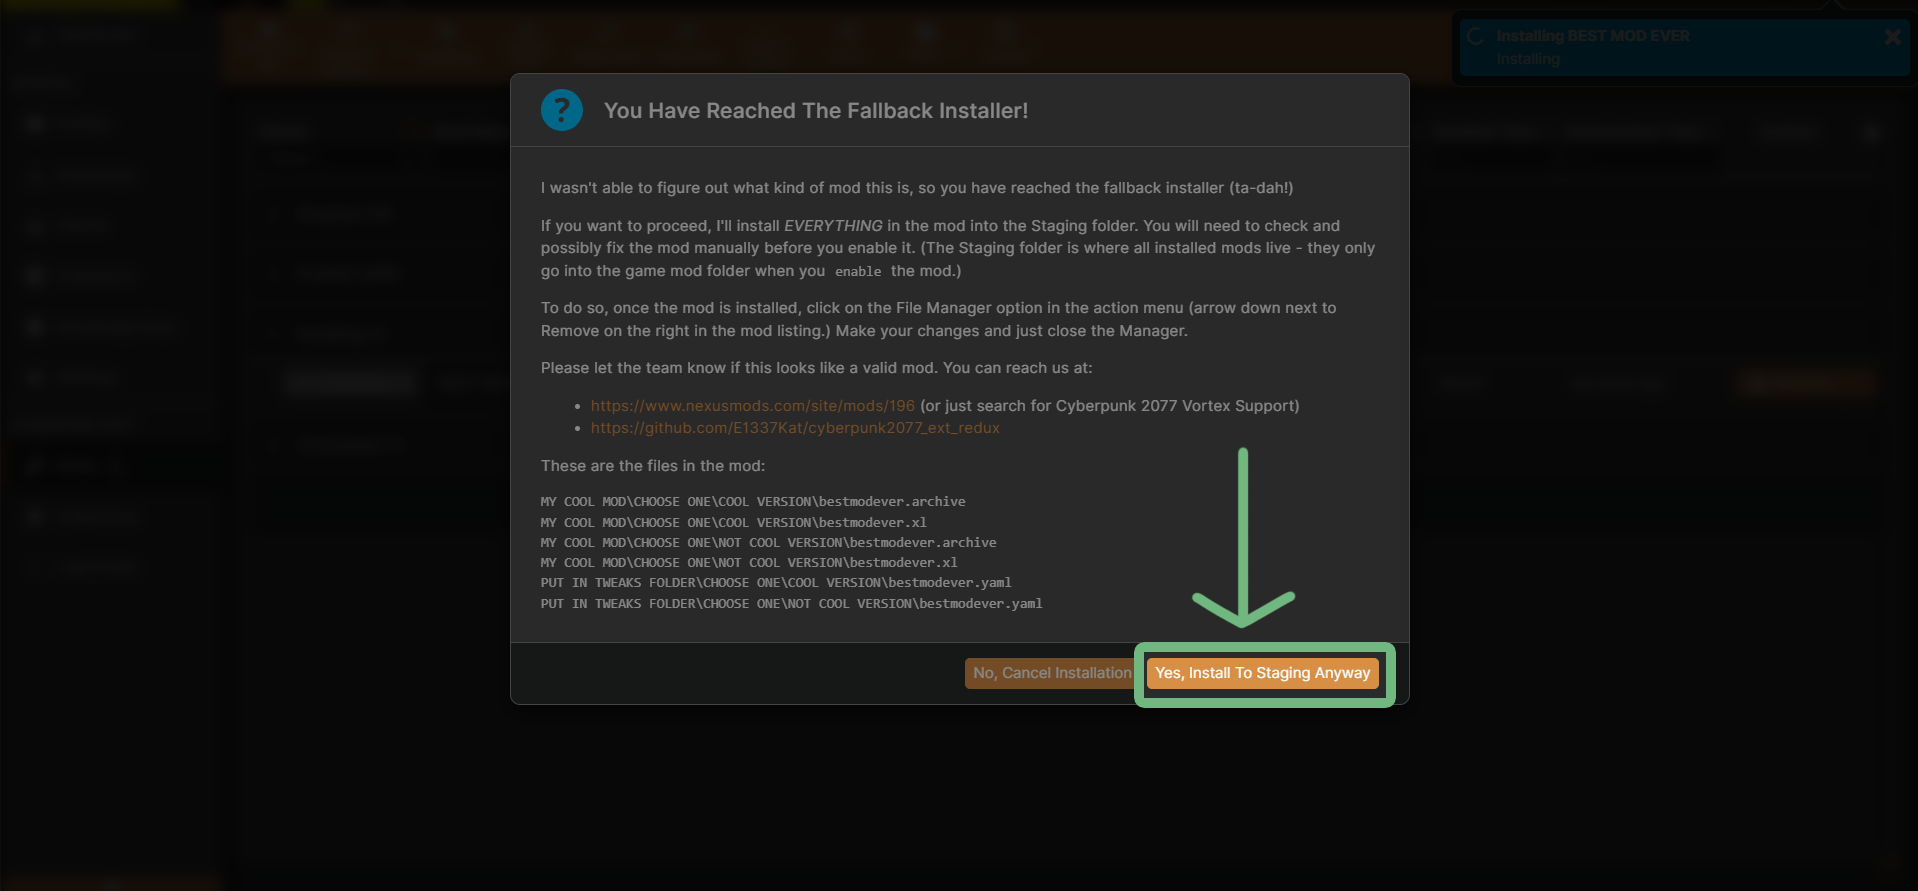 Installing BEST MOD EVER
Installing
You Have Reached The Fallback Installer!
I wasn't able to figure out what kind of mod this is, so you have reached the fallback installer (ta-dah!)
If you want to proceed, I'll install EVERYTHING in the mod into the Staging folder. You will need to check and
possibly fix the mod manually before you enable it. (The Staging folder is where all installed mods live - they only
go into the game mod folder when you enable the mod.)
To do so, once the mod is installed, click on the File Manager option in the action menu (arrow down next to
Remove on the right in the mod listing.) Make your changes and just close the Manager.
Please let the team know if this looks like a valid mod. You can reach us at:
• https://www.nexusmods.com/site/mods/196 (or just search for Cyberpunk 2077 Vortex Support)
• https://github.com/E1337Kat/cyberpunk2077_ext_redux
These are the files in the mod:
MY COOL MOD\CHOOSE ONE\COOL VERSION\bestmodever.archive
MY COOL MOD\CHOOSE ONE\COOL VERSION\bestmodever.xl
MY COOL MOD\CHOOSE ONE\NOT COOL VERSION\bestmodever.archive
MY COOL MOD\CHOOSE ONE\NOT COOL VERSION\bestmodever.xl
PUT IN TWEAKS FOLDER\CHOOSE ONE\COOL VERSION\bestmodever.yaml
PUT IN TWEAKS FOLDER\CHOOSE ONE\NOT COOL VERSION\bestmodever.yaml
No, Cancel Installation
Yes, Install To Staging Anyway